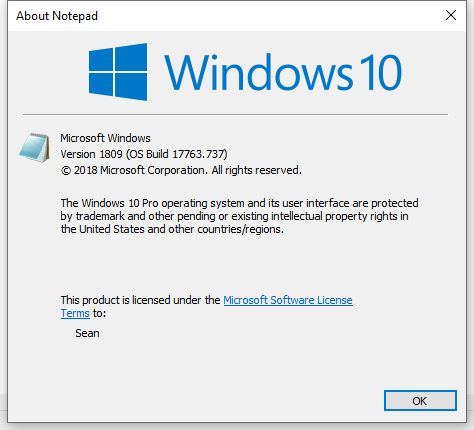 About Notepad
Windows 10
Microsoft Windows
Version 1809 (OS Build 17763.737)
© 2018 Microsoft Corporation. All rights reserved.
The Windows 10 Pro operating system and its user interface are protected
by trademark and other pending or existing intellectual property rights in
the United States and other countries/regions.
This product is licensed under the Microsoft Software License
Terms to:
Sean
OK